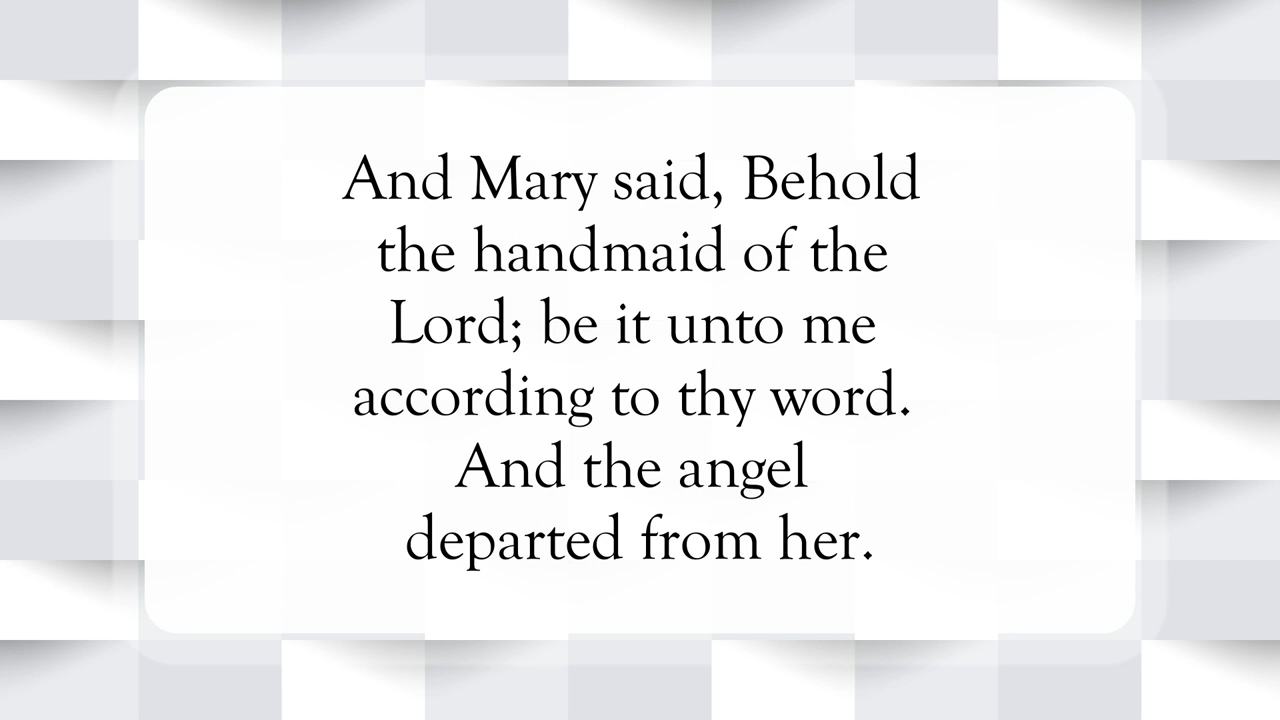 And Mary said, Behold
the handmaid of the
Lord; be it unto me
according to thy word.
And the angel
departed from her.